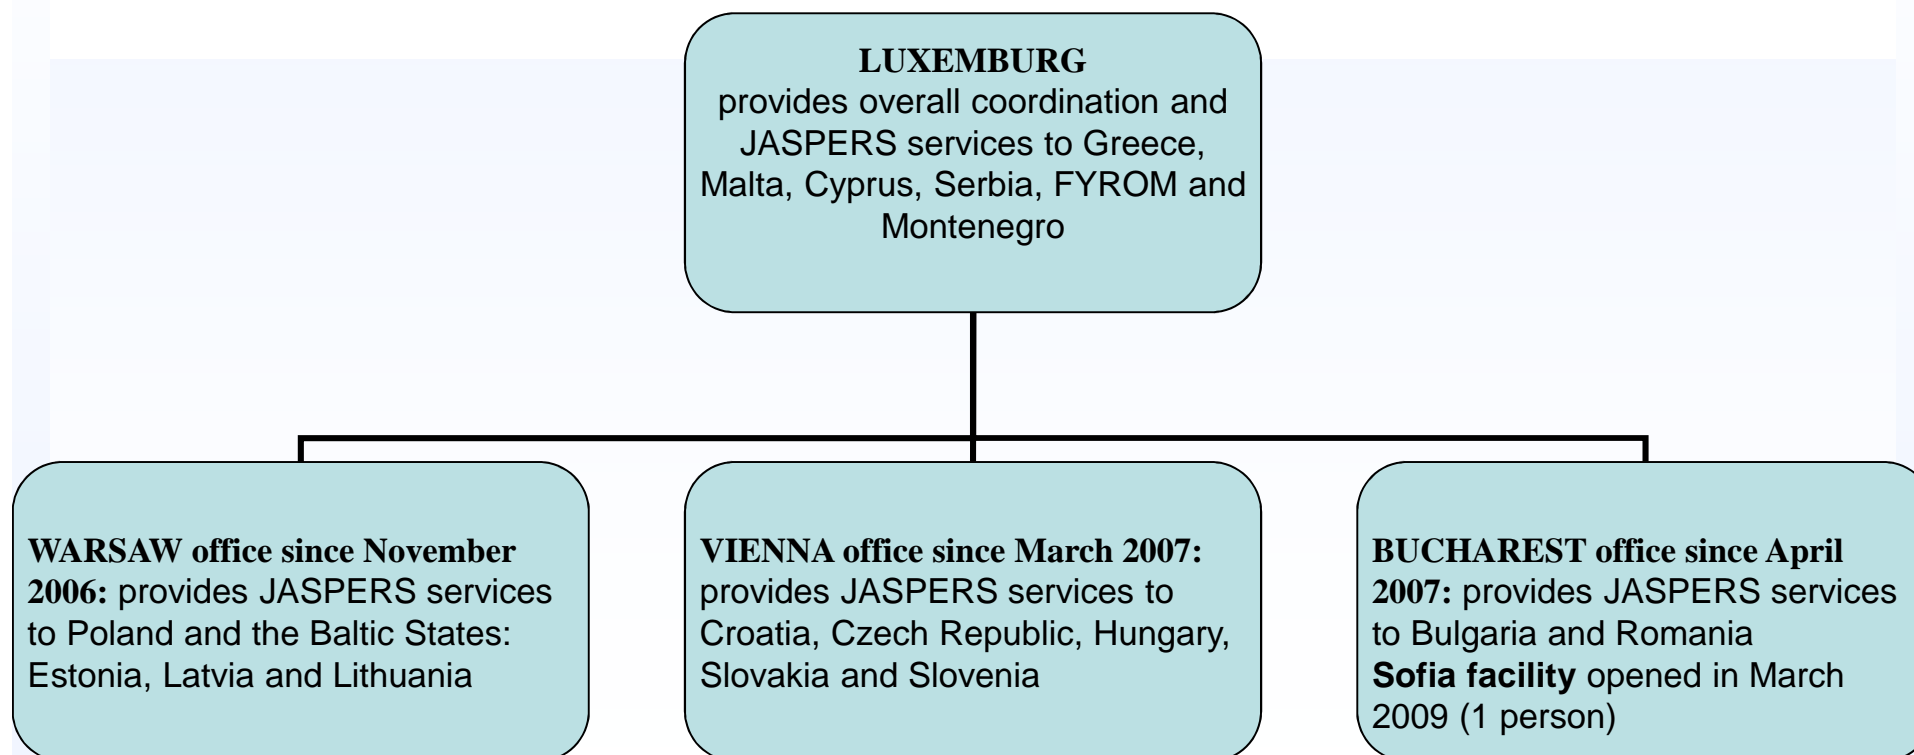 LUXEMBURG
provides overall coordination and
JASPERS services to Greece,
Malta, Cyprus, Serbia, FYROM and
Montenegro
WARSAW office since November
2006: provides JASPERS services
to Poland and the Baltic States:
Estonia, Latvia and Lithuania
VIENNA office since March 2007:
provides JASPERS services to
Croatia, Czech Republic, Hungary,
Slovakia and Slovenia
BUCHAREST office since April
2007: provides JASPERS services
to Bulgaria and Romania
Sofia facility opened in March
2009 (1 person)